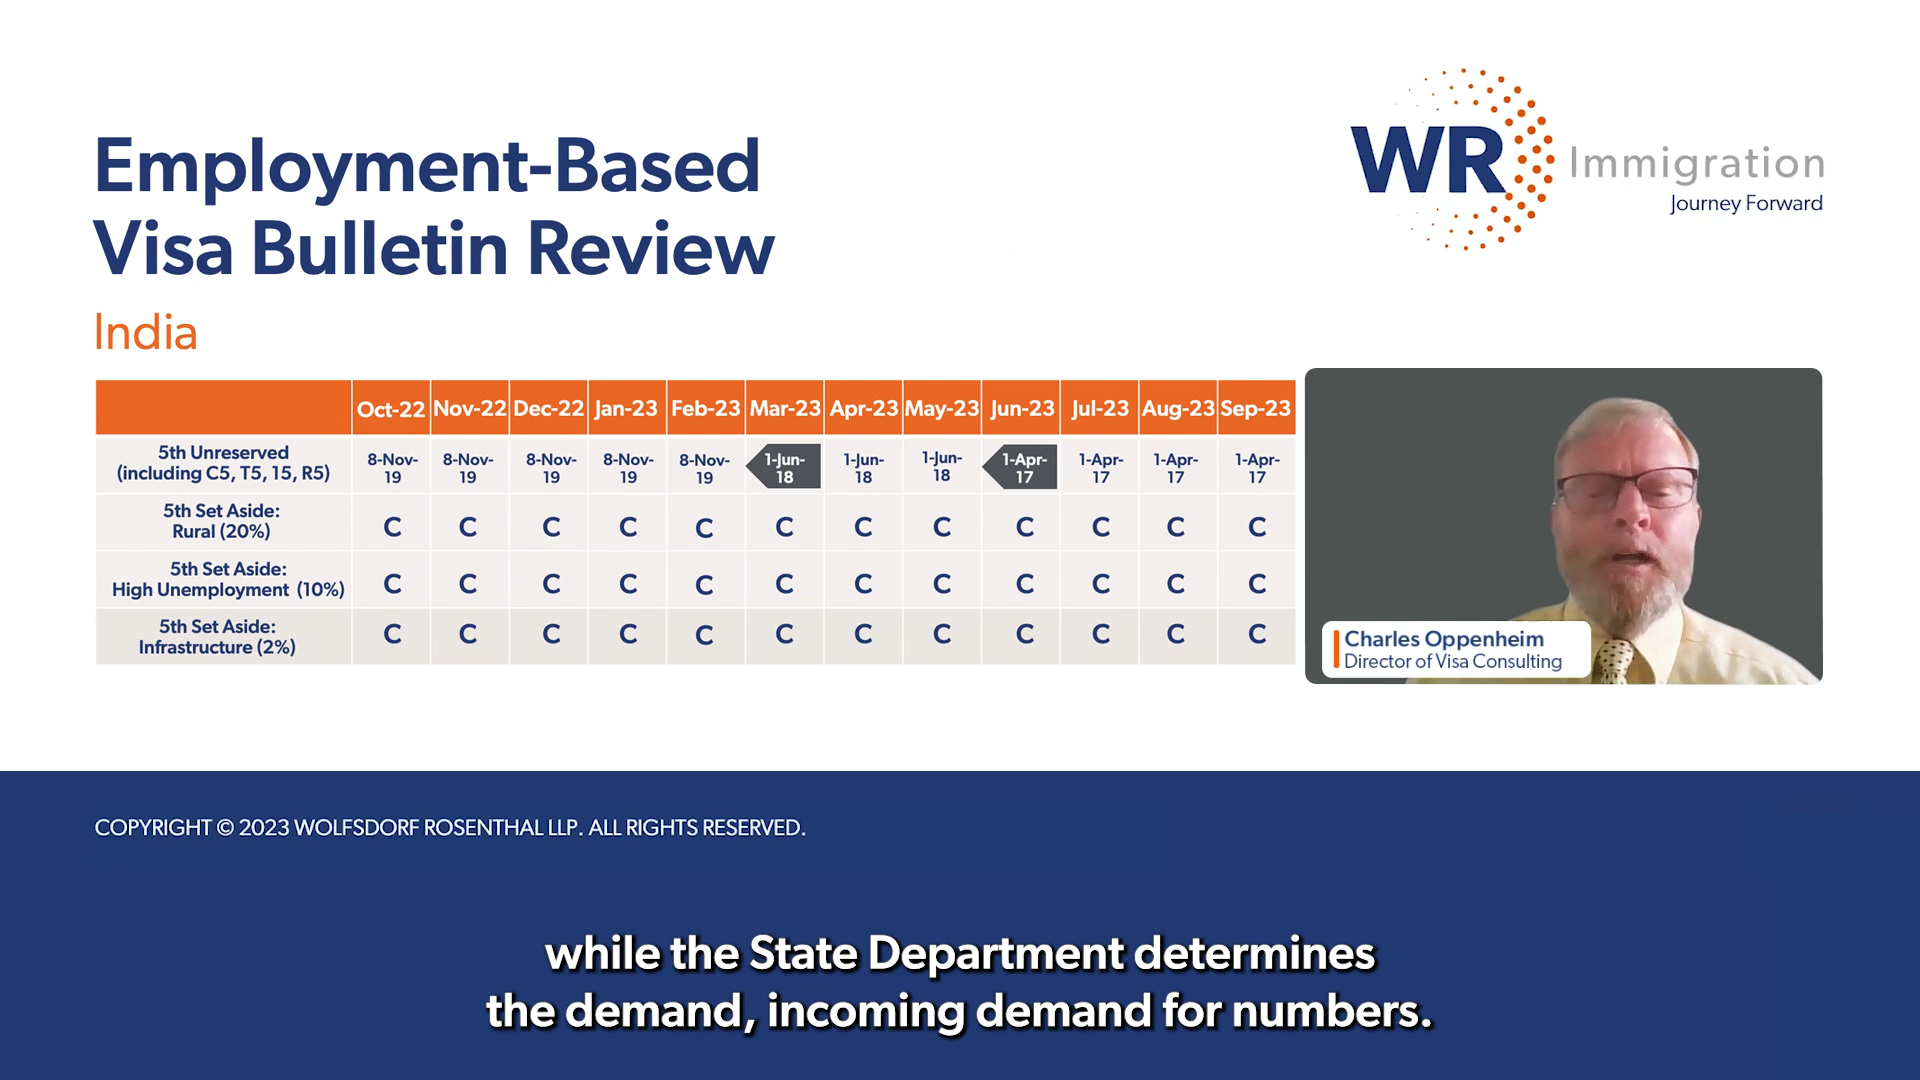 Employment-Based
Visa Bulletin Review
India
WR Immigration
Journey Forward
Oct-22 Nov-22 Dec-22 Jan-23 Feb-23 Mar-23 Apr-23 May-23 Jun-23 Jul-23 Aug-23 Sep-23
5th Unreserved
(including C5, T5, 15, R5)
8-Nov- 8-Nov- 8-Nov- 8-Nov- 8-Nov- 1-Jun- 1-Jun- 1-Jun- 1-Apr- 1-Apr- 1-Apr- 1-Apr-
19 19 19 19 19 18 18 18 17 17 17 17
5th Set Aside:
Rural (20%)
C C C C C C C C C C C C
5th Set Aside:
High Unemployment (10%)
C C C C C C C C C C C C
5th Set Aside:
Infrastructure (2%)
C C C C C C C C C C C C
Charles Oppenheim
Director of Visa Consulting
COPYRIGHT © 2023 WOLFSDORF ROSENTHAL LLP. ALL RIGHTS RESERVED.
while the State Department determines
the demand, incoming demand for numbers.